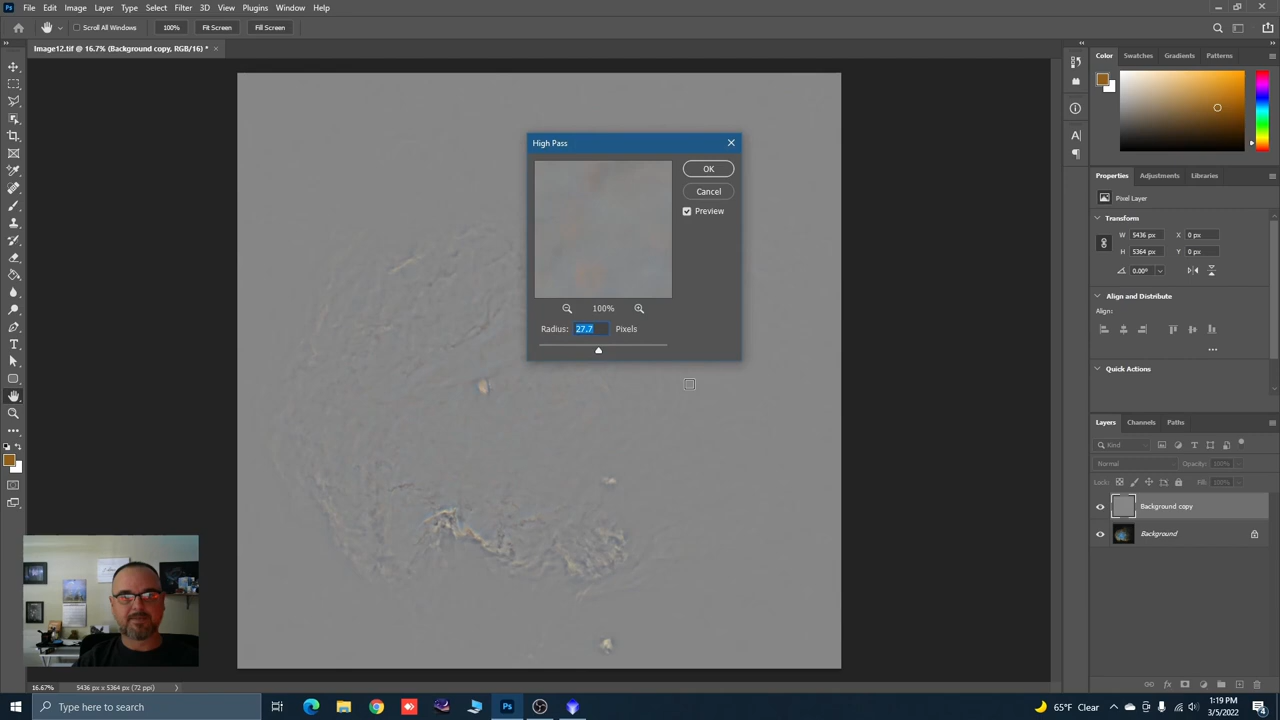 Ps File Edit Image Layer Type Select Filter 3D View Plugins Window Help
Scroll All Windows 100% Fit Screen Fill Screen
Image12.tif @ 16.7% (Background copy, RGB/16) * ×
Color Swatches Gradients Patterns
High Pass
OK
Cancel
Preview
100%
Radius: 27.7 Pixels
Properties Adjustments Libraries
Pixel Layer
Transform
W 5436 px X 0 px
H 5364 px Y 0 px
0.00°
Align and Distribute
Align:
Quick Actions
Layers Channels Paths
Kind
Normal Opacity: 100%
Lock: Fill: 100%
Background copy
Background
fx
16.67% 5436 px x 5364 px (72 ppi)
Type here to search
Ps
65°F Clear
1:19 PM
3/5/2022
4